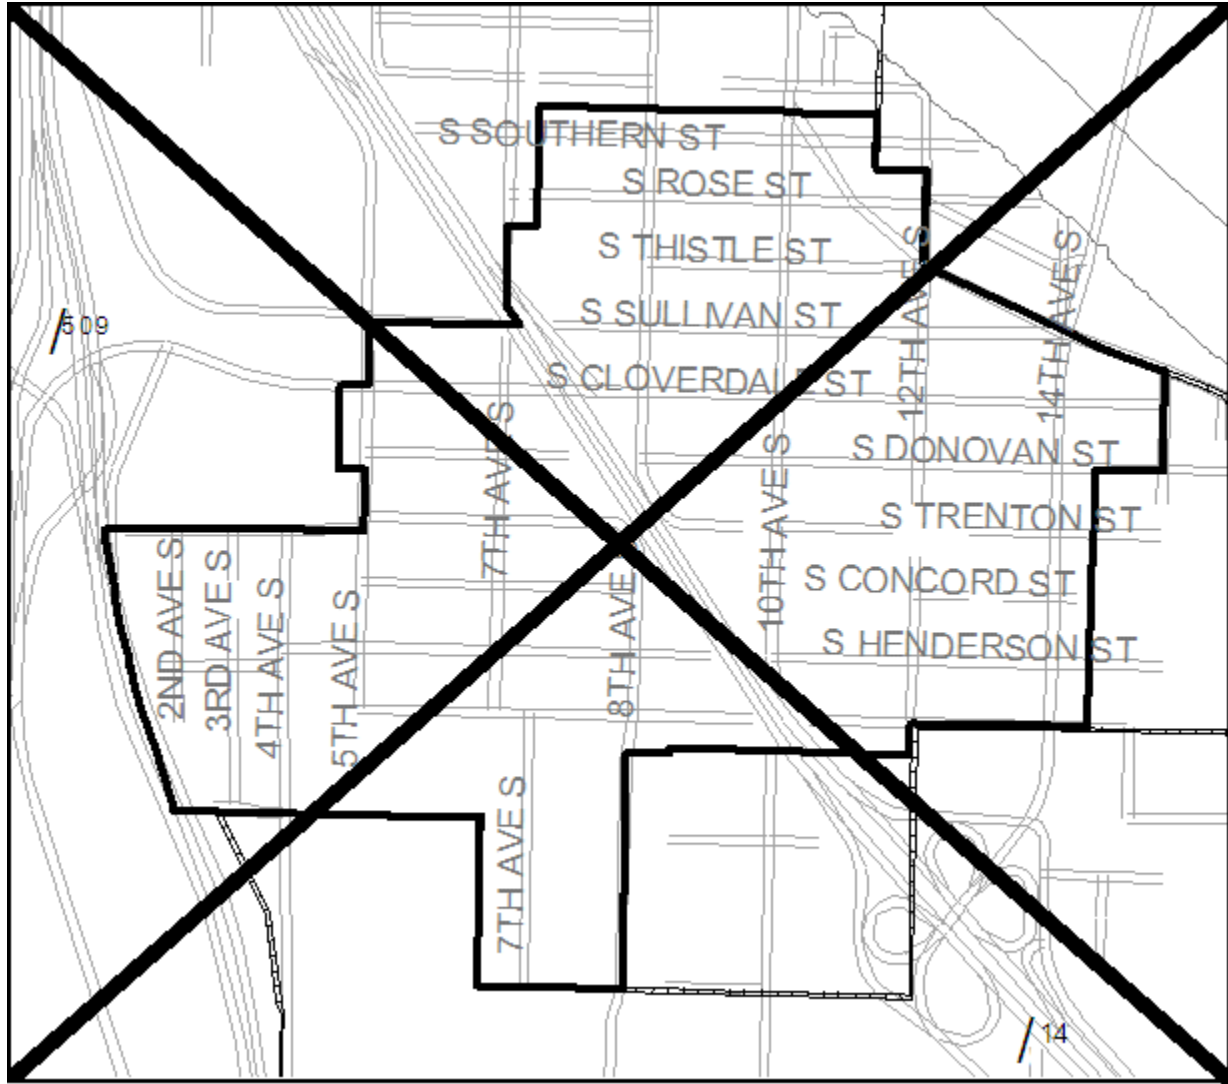 S SOUTHERN ST
S ROSE ST
S THISTLE ST
S SULLIVAN ST
12TH AVE S
14TH AVE S
/509
S CLOVERDALE ST
7TH AVE S
10TH AVE S
S DONOVAN ST
S TRENTON ST
2ND AVE S
3RD AVE S
4TH AVE S
5TH AVE S
8TH AVE
S CONCORD ST
S HENDERSON ST
7TH AVE S
/14